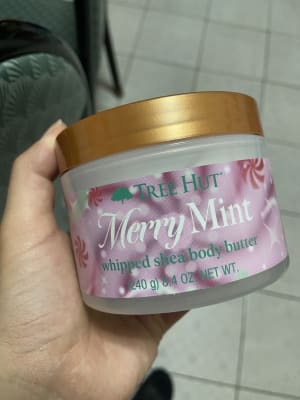 TREE HUT
Merry Mint
whipped shea body butter
240 g) 8.4 OZ. NET WT.